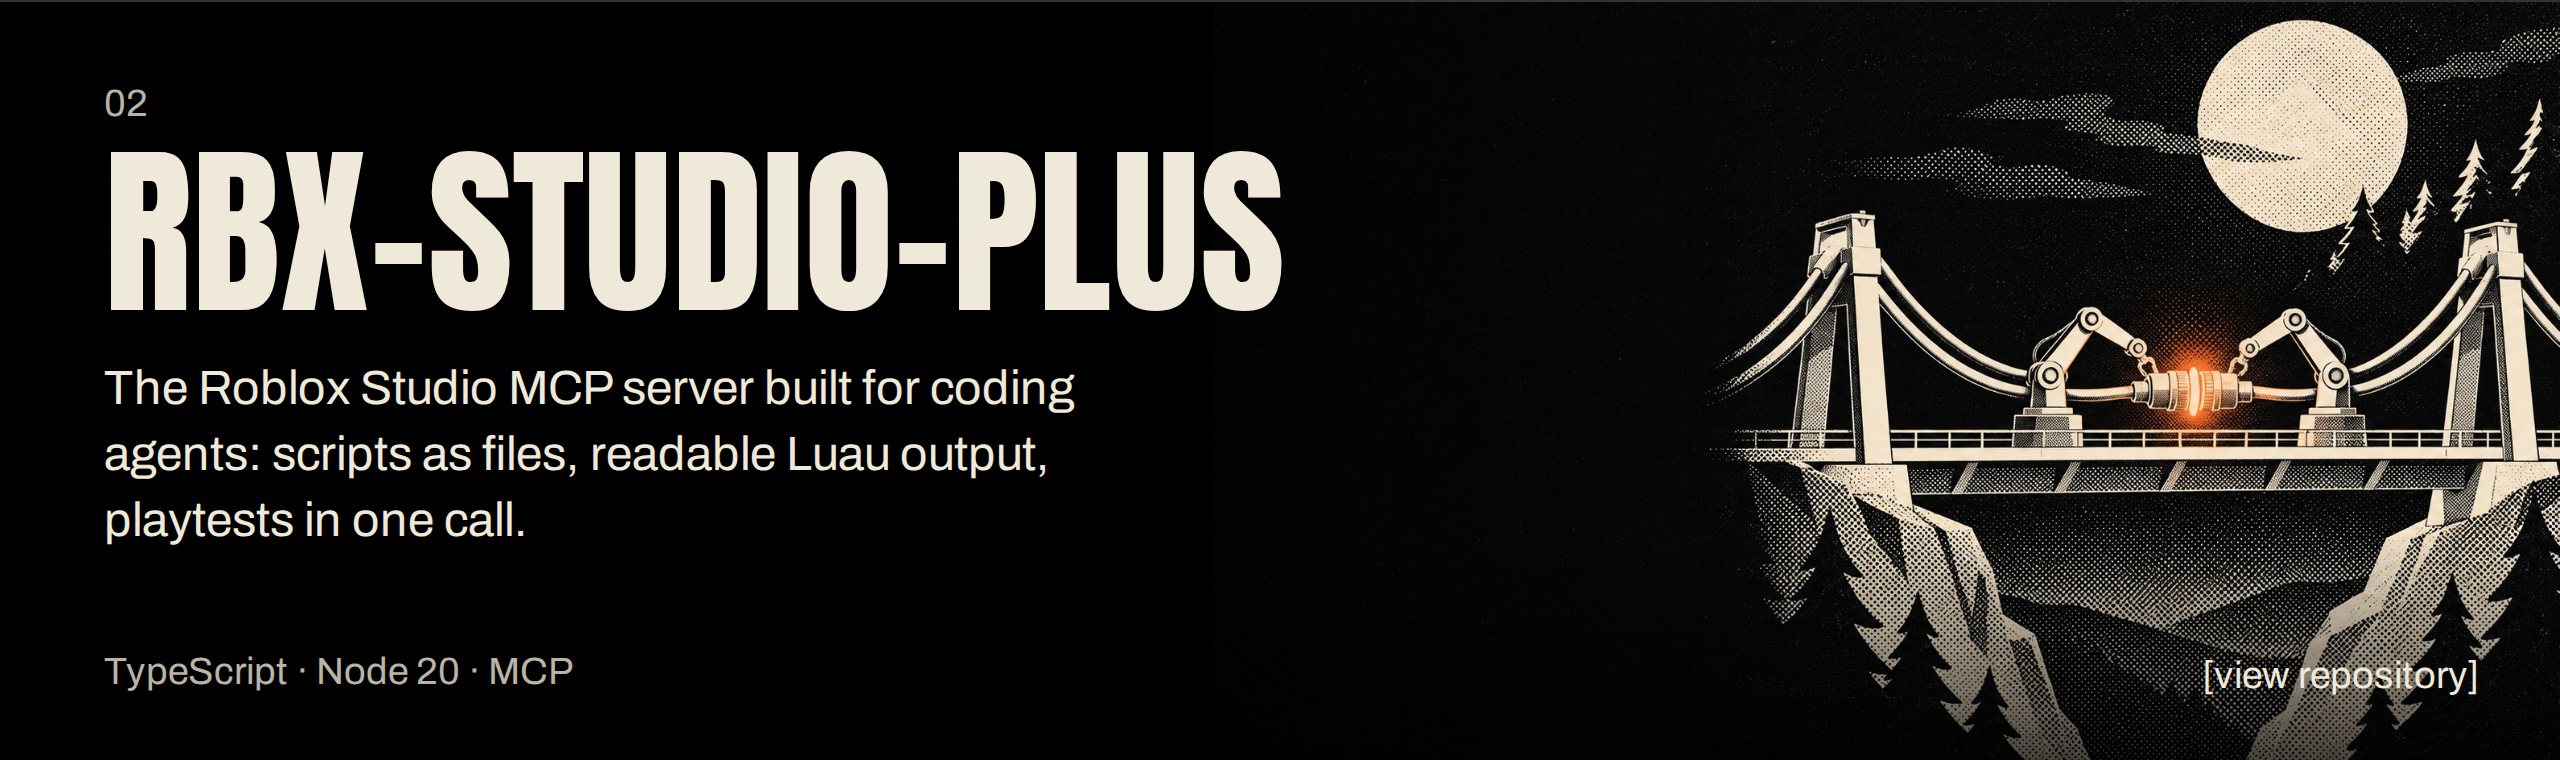 02
RBX-STUDIO-PLUS
The Roblox Studio MCP server built for coding
agents: scripts as files, readable Luau output,
playtests in one call.
TypeScript · Node 20 · MCP
[view repository]